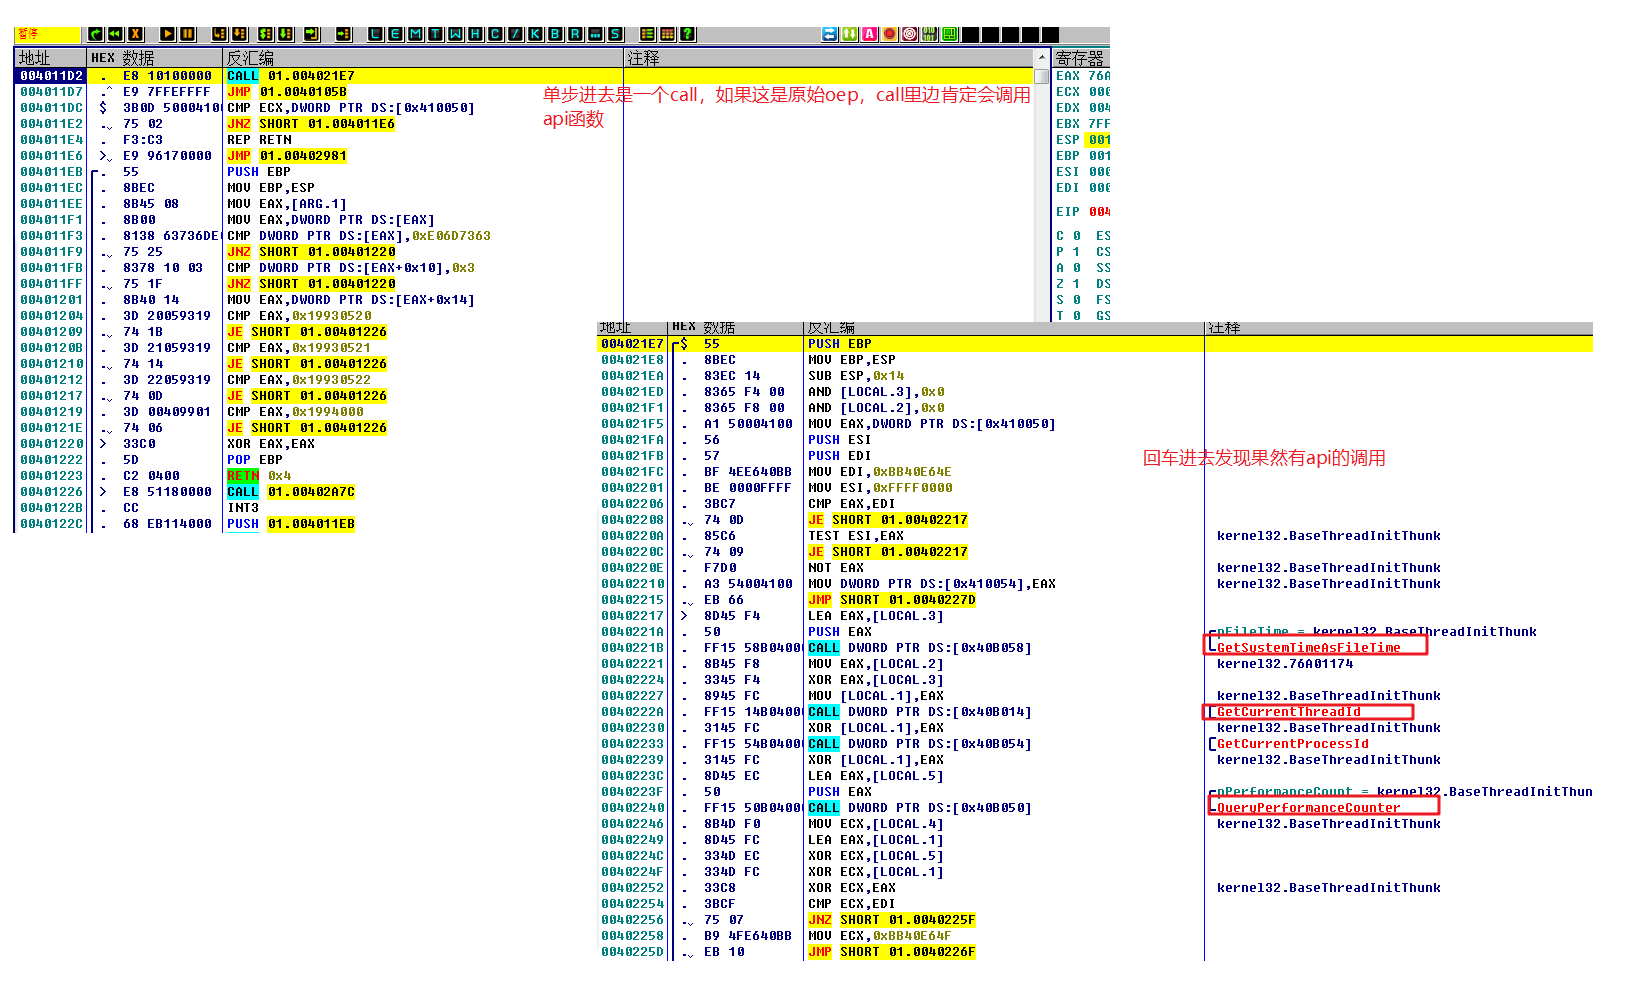 暂停
L E M T W H C / K B R ... S
地址 HEX 数据 反汇编 注释 寄存器
004011D2 . E8 10100000 CALL 01.004021E7
004011D7 .^ E9 7FFEFFFF JMP 01.0040105B
004011DC $ 3B0D 5000410 CMP ECX,DWORD PTR DS:[0x410050]
004011E2 .v 75 02 JNZ SHORT 01.004011E6
004011E4 . F3:C3 REP RETN
004011E6 >v E9 96170000 JMP 01.00402981
004011EB . 55 PUSH EBP
004011EC . 8BEC MOV EBP,ESP
004011EE . 8B45 08 MOV EAX,[ARG.1]
004011F1 . 8B00 MOV EAX,DWORD PTR DS:[EAX]
004011F3 . 8138 63736DE CMP DWORD PTR DS:[EAX],0xE06D7363
004011F9 .v 75 25 JNZ SHORT 01.00401220
004011FB . 8378 10 03 CMP DWORD PTR DS:[EAX+0x10],0x3
004011FF .v 75 1F JNZ SHORT 01.00401220
00401201 . 8B40 14 MOV EAX,DWORD PTR DS:[EAX+0x14]
00401204 . 3D 20059319 CMP EAX,0x19930520
00401209 .v 74 1B JE SHORT 01.00401226
0040120B . 3D 21059319 CMP EAX,0x19930521
00401210 .v 74 14 JE SHORT 01.00401226
00401212 . 3D 22059319 CMP EAX,0x19930522
00401217 .v 74 0D JE SHORT 01.00401226
00401219 . 3D 00409901 CMP EAX,0x1994000
0040121E .v 74 06 JE SHORT 01.00401226
00401220 > 33C0 XOR EAX,EAX
00401222 . 5D POP EBP
00401223 . C2 0400 RETN 0x4
00401226 > E8 51180000 CALL 01.00402A7C
0040122B . CC INT3
0040122C . 68 EB114000 PUSH 01.004011EB
单步进去是一个call，如果这是原始oep，call里边肯定会调用
api函数
EAX 76A
ECX 000
EDX 004
EBX 7FF
ESP 001
EBP 001
ESI 000
EDI 000
EIP 004
C 0 ES
P 1 CS
A 0 SS
Z 1 DS
S 0 FS
T 0 GS
地址 HEX 数据 反汇编 注释
004021E7 $ 55 PUSH EBP
004021E8 . 8BEC MOV EBP,ESP
004021EA . 83EC 14 SUB ESP,0x14
004021ED . 8365 F4 00 AND [LOCAL.3],0x0
004021F1 . 8365 F8 00 AND [LOCAL.2],0x0
004021F5 . A1 50004100 MOV EAX,DWORD PTR DS:[0x410050]
004021FA . 56 PUSH ESI
004021FB . 57 PUSH EDI
004021FC . BF 4EE640BB MOV EDI,0xBB40E64E
00402201 . BE 0000FFFF MOV ESI,0xFFFF0000
00402206 . 3BC7 CMP EAX,EDI
00402208 .v 74 0D JE SHORT 01.00402217
0040220A . 85C6 TEST ESI,EAX kernel32.BaseThreadInitThunk
0040220C .v 74 09 JE SHORT 01.00402217
0040220E . F7D0 NOT EAX kernel32.BaseThreadInitThunk
00402210 . A3 54004100 MOV DWORD PTR DS:[0x410054],EAX kernel32.BaseThreadInitThunk
00402215 .v EB 66 JMP SHORT 01.0040227D
00402217 > 8D45 F4 LEA EAX,[LOCAL.3]
0040221A . 50 PUSH EAX pFileTime = kernel32.BaseThreadInitThunk
0040221B . FF15 58B0400 CALL DWORD PTR DS:[0x40B058] GetSystemTimeAsFileTime
00402221 . 8B45 F8 MOV EAX,[LOCAL.2] kernel32.76A01174
00402224 . 3345 F4 XOR EAX,[LOCAL.3]
00402227 . 8945 FC MOV [LOCAL.1],EAX kernel32.BaseThreadInitThunk
0040222A . FF15 14B0400 CALL DWORD PTR DS:[0x40B014] GetCurrentThreadId
00402230 . 3145 FC XOR [LOCAL.1],EAX kernel32.BaseThreadInitThunk
00402233 . FF15 54B0400 CALL DWORD PTR DS:[0x40B054] GetCurrentProcessId
00402239 . 3145 FC XOR [LOCAL.1],EAX kernel32.BaseThreadInitThunk
0040223C . 8D45 EC LEA EAX,[LOCAL.5]
0040223F . 50 PUSH EAX pPerformanceCount = kernel32.BaseThreadInitThun
00402240 . FF15 50B0400 CALL DWORD PTR DS:[0x40B050] QueryPerformanceCounter
00402246 . 8B4D F0 MOV ECX,[LOCAL.4] kernel32.BaseThreadInitThunk
00402249 . 8D45 FC LEA EAX,[LOCAL.1]
0040224C . 334D EC XOR ECX,[LOCAL.5]
0040224F . 334D FC XOR ECX,[LOCAL.1]
00402252 . 33C8 XOR ECX,EAX kernel32.BaseThreadInitThunk
00402254 . 3BCF CMP ECX,EDI
00402256 .v 75 07 JNZ SHORT 01.0040225F
00402258 . B9 4FE640BB MOV ECX,0xBB40E64F
0040225D .v EB 10 JMP SHORT 01.0040226F
回车进去发现果然有api的调用